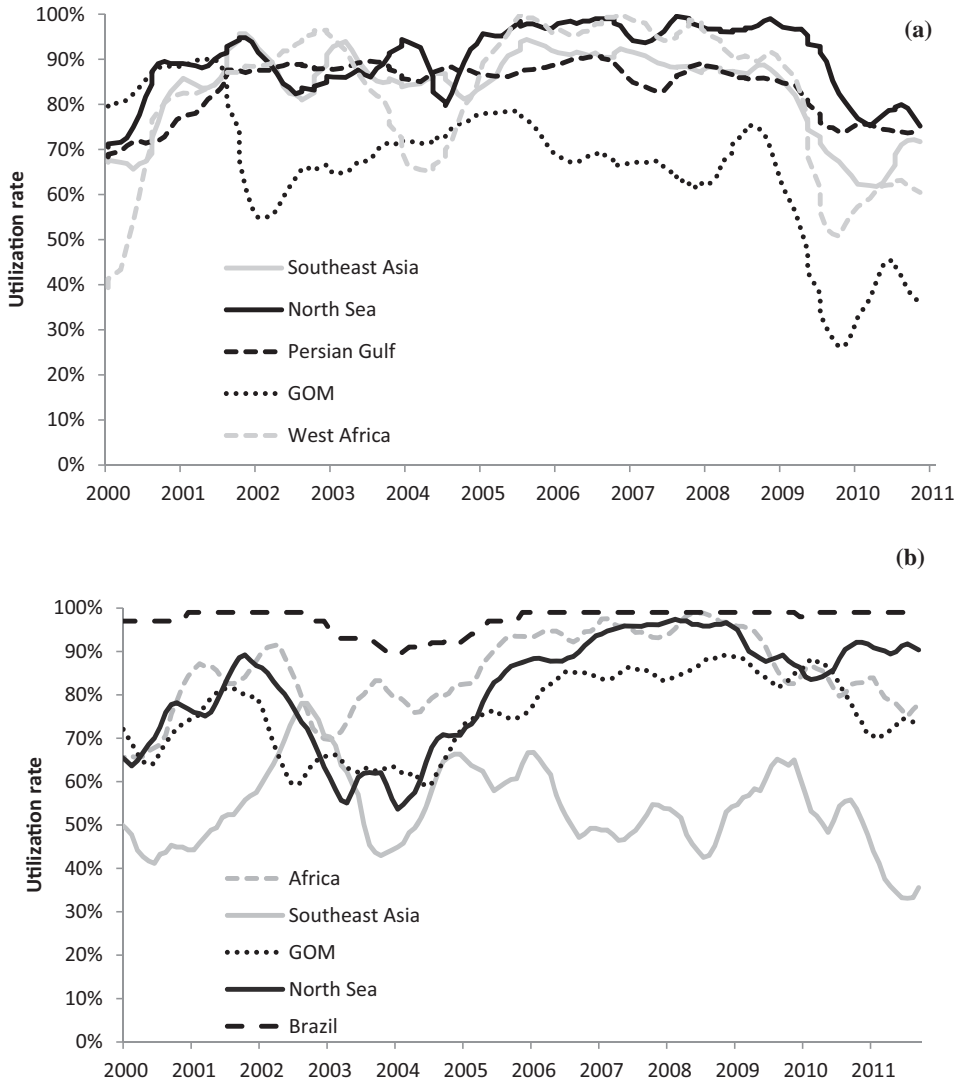 (a)
Utilization rate
100%
90%
80%
70%
60%
50%
40%
30%
20%
10%
0%
Southeast Asia
North Sea
Persian Gulf
GOM
West Africa
2000 2001 2002 2003 2004 2005 2006 2007 2008 2009 2010 2011
(b)
Utilization rate
100%
90%
80%
70%
60%
50%
40%
30%
20%
10%
0%
Africa
Southeast Asia
GOM
North Sea
Brazil
2000 2001 2002 2003 2004 2005 2006 2007 2008 2009 2010 2011